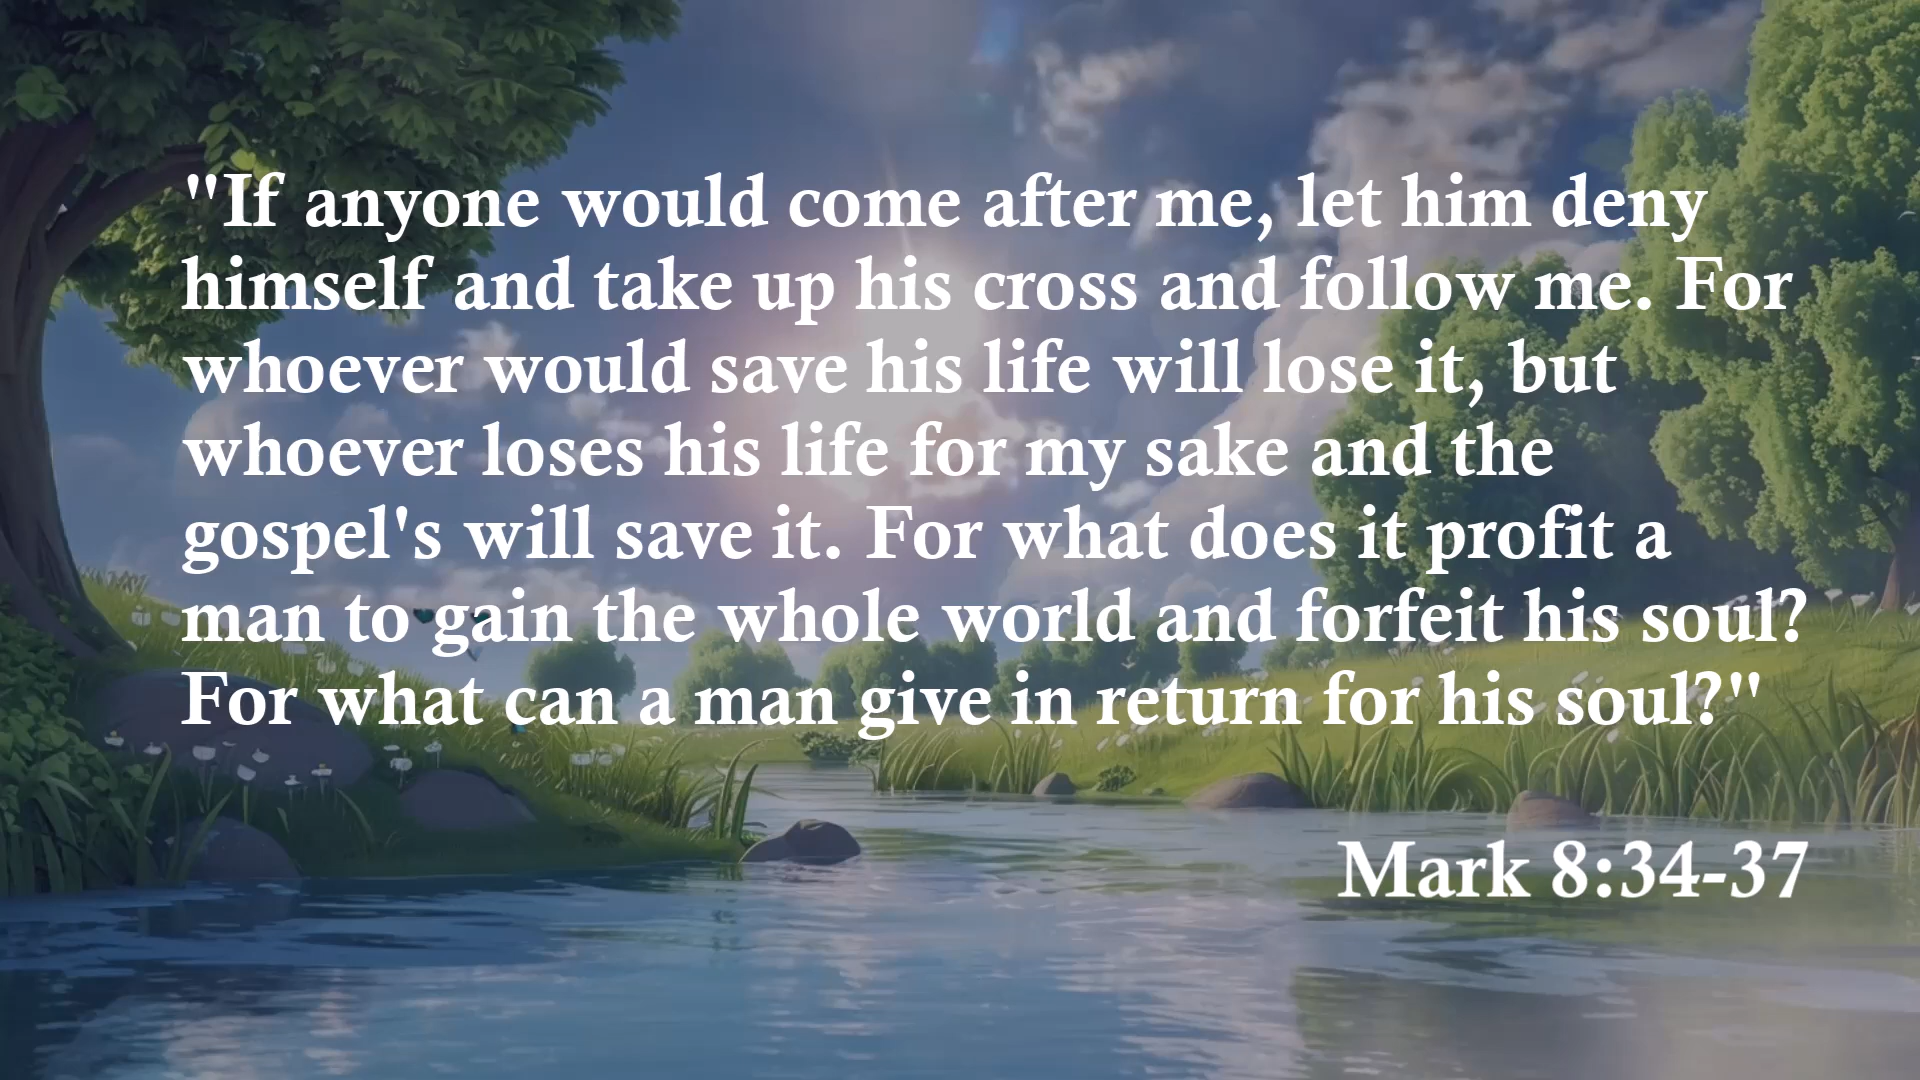 "If anyone would come after me, let him deny
himself and take up his cross and follow me. For
whoever would save his life will lose it, but
whoever loses his life for my sake and the
gospel's will save it. For what does it profit a
man to gain the whole world and forfeit his soul?
For what can a man give in return for his soul?"
Mark 8:34-37